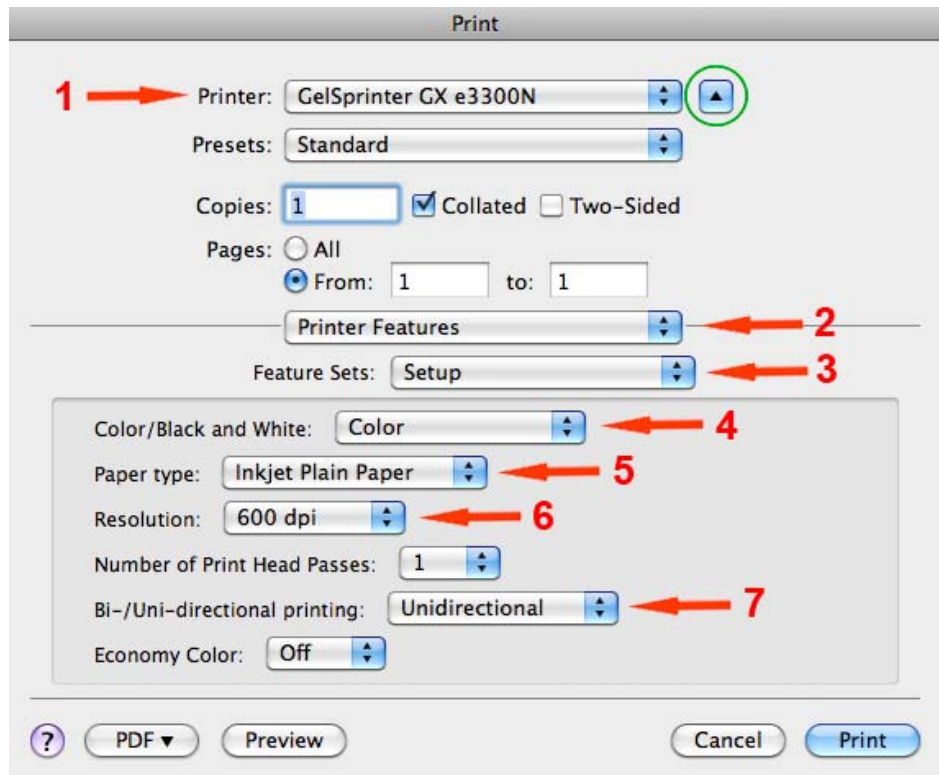 Print
1 Printer: GelSprinter GX e3300N
Presets: Standard
Copies: 1 Collated Two-Sided
Pages: All
From: 1 to: 1
Printer Features 2
Feature Sets: Setup 3
Color/Black and White: Color 4
Paper type: Inkjet Plain Paper 5
Resolution: 600 dpi 6
Number of Print Head Passes: 1
Bi-/Uni-directional printing: Unidirectional 7
Economy Color: Off
? PDF ▼ Preview Cancel Print